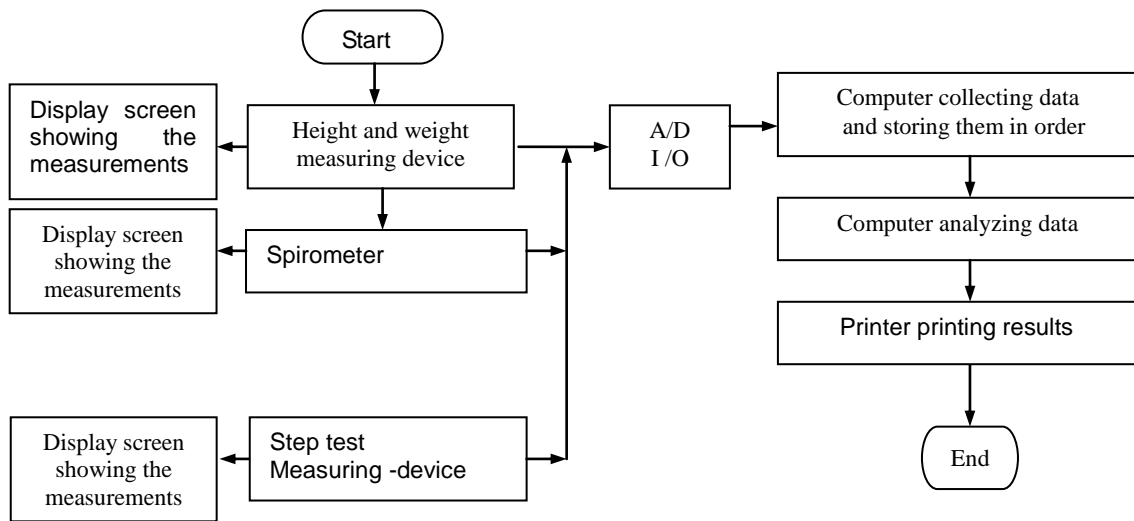 Start
Display screen
showing the
measurements
Height and weight
measuring device
A/D
I /O
Computer collecting data
and storing them in order
Display screen
showing the
measurements
Spirometer
Computer analyzing data
Printer printing results
Display screen
showing the
measurements
Step test
Measuring -device
End